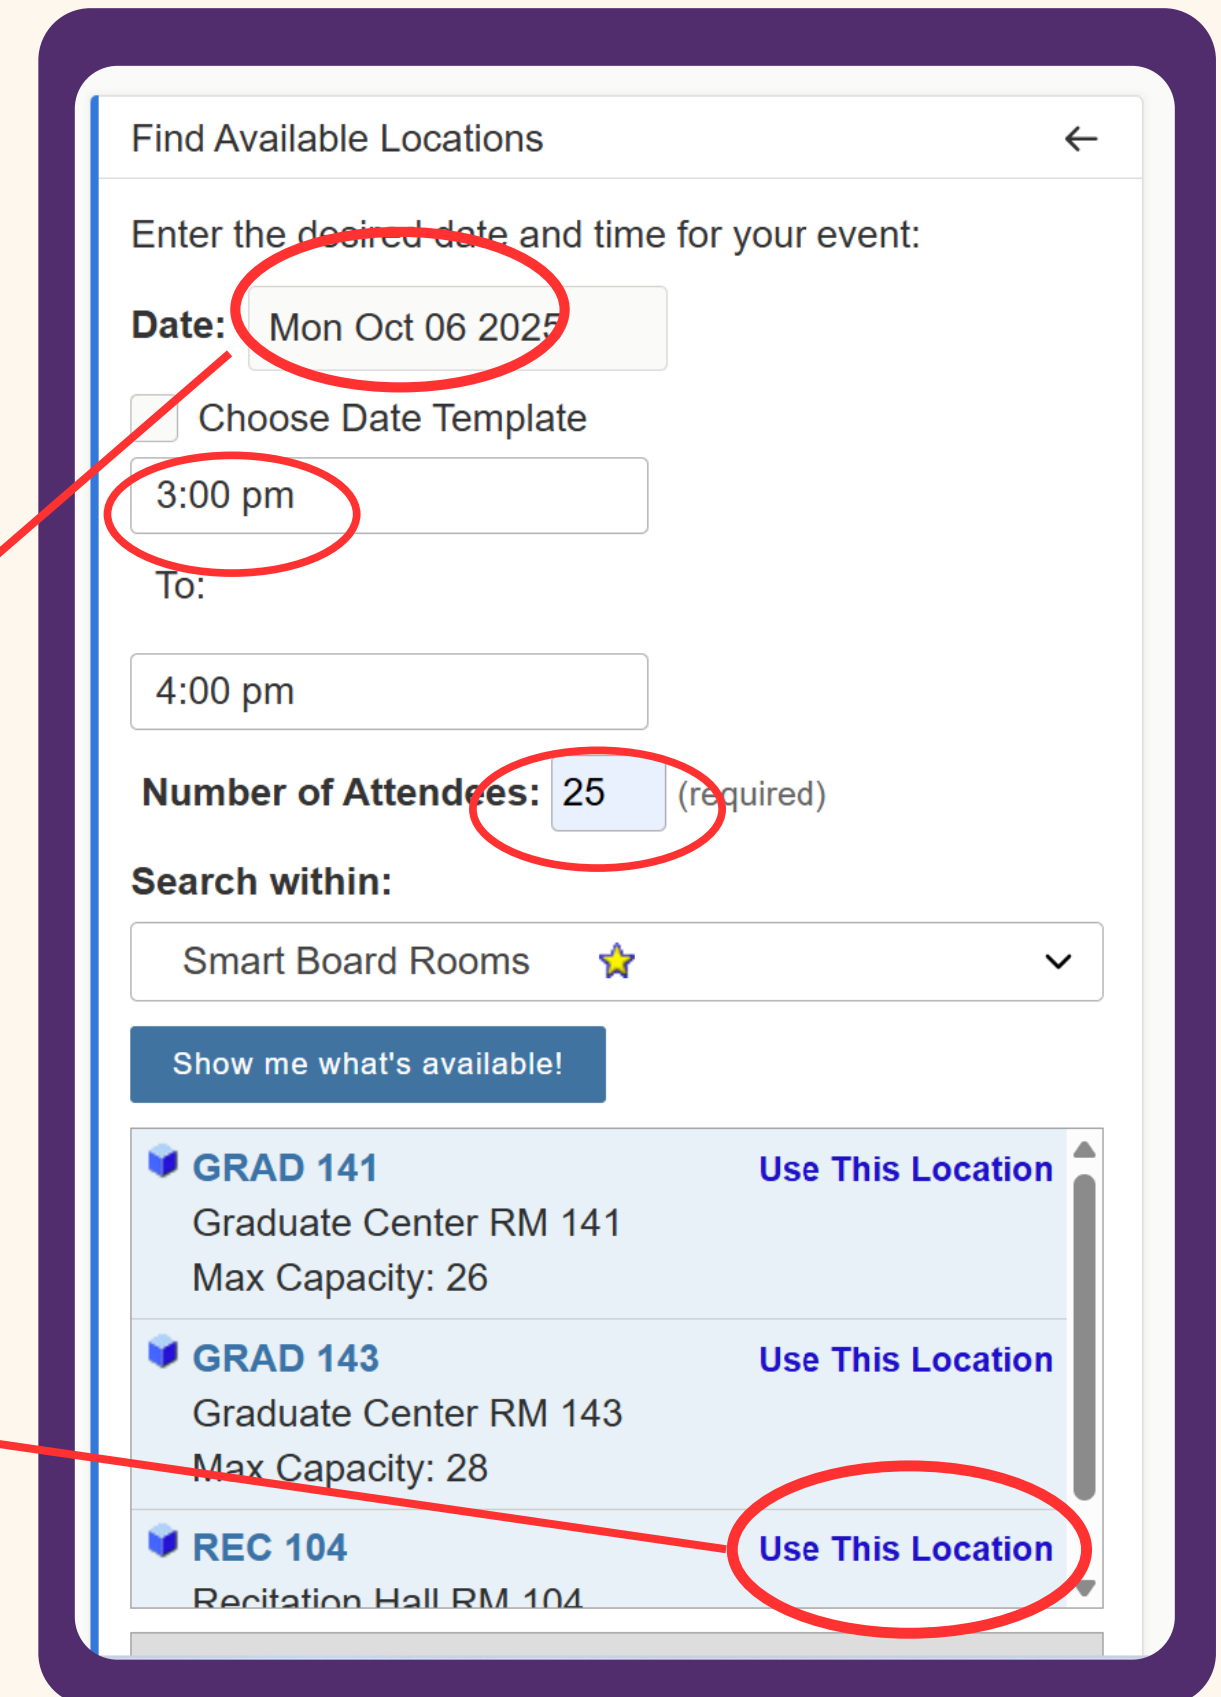 Find Available Locations
Enter the desired date and time for your event:
Date: Mon Oct 06 2025
Choose Date Template
3:00 pm
To:
4:00 pm
Number of Attendees: 25 (required)
Search within:
Smart Board Rooms
Show me what's available!
GRAD 141 Use This Location
Graduate Center RM 141
Max Capacity: 26
GRAD 143 Use This Location
Graduate Center RM 143
Max Capacity: 28
REC 104 Use This Location
Recitation Hall RM 104